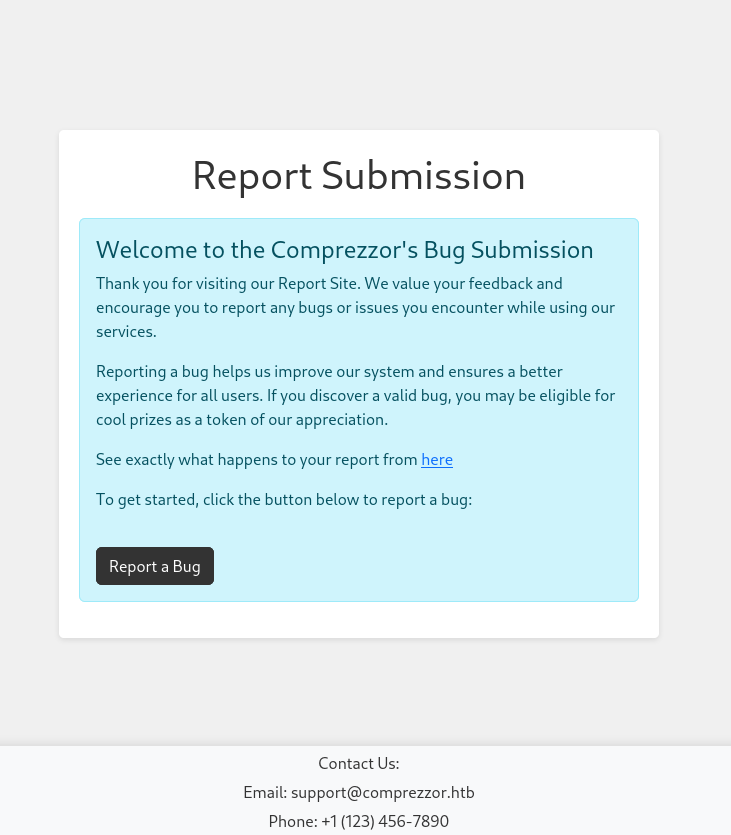 Report Submission
Welcome to the Comprezzor's Bug Submission
Thank you for visiting our Report Site. We value your feedback and
encourage you to report any bugs or issues you encounter while using our
services.
Reporting a bug helps us improve our system and ensures a better
experience for all users. If you discover a valid bug, you may be eligible for
cool prizes as a token of our appreciation.
See exactly what happens to your report from here
To get started, click the button below to report a bug:
Report a Bug
Contact Us:
Email: support@comprezzor.htb
Phone: +1 (123) 456-7890